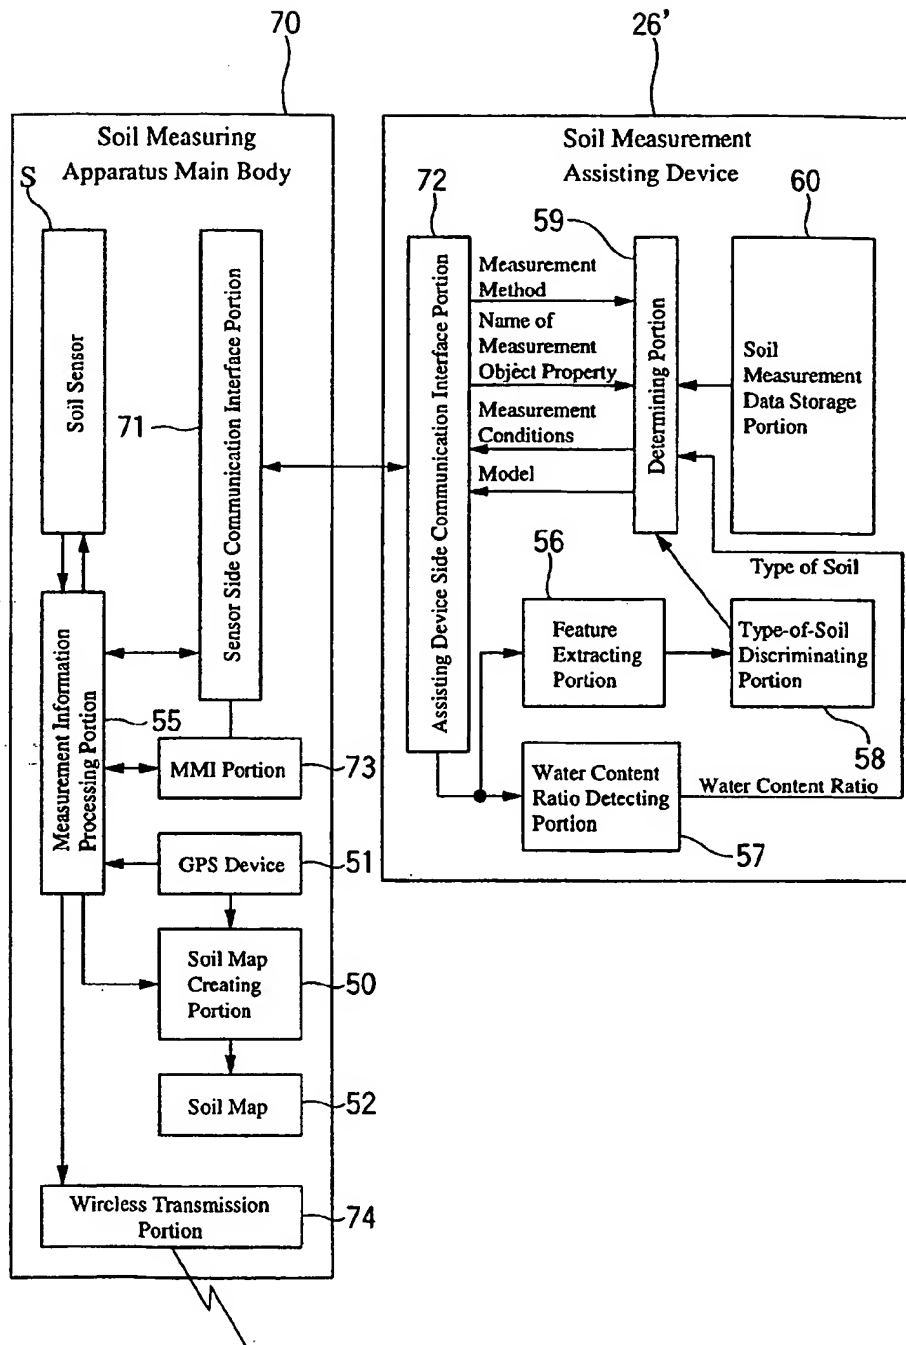 70
26’
Soil Measuring
Apparatus Main Body
S
Soil Sensor
71
Sensor Side Communication Interface Portion
Measurement Information
Processing Portion
55
MMI Portion
73
GPS Device
51
Soil Map
Creating
Portion
50
Soil Map
52
Wireless Transmission
Portion
74
Soil Measurement
Assisting Device
72
Assisting Device Side Communication Interface Portion
Measurement
Method
Name of
Measurement
Object Property
Measurement
Conditions
Model
59
Determining Portion
60
Soil
Measurement
Data Storage
Portion
Type of Soil
56
Feature
Extracting
Portion
Type-of-Soil
Discriminating
Portion
58
Water Content
Ratio Detecting
Portion
57
Water Content Ratio